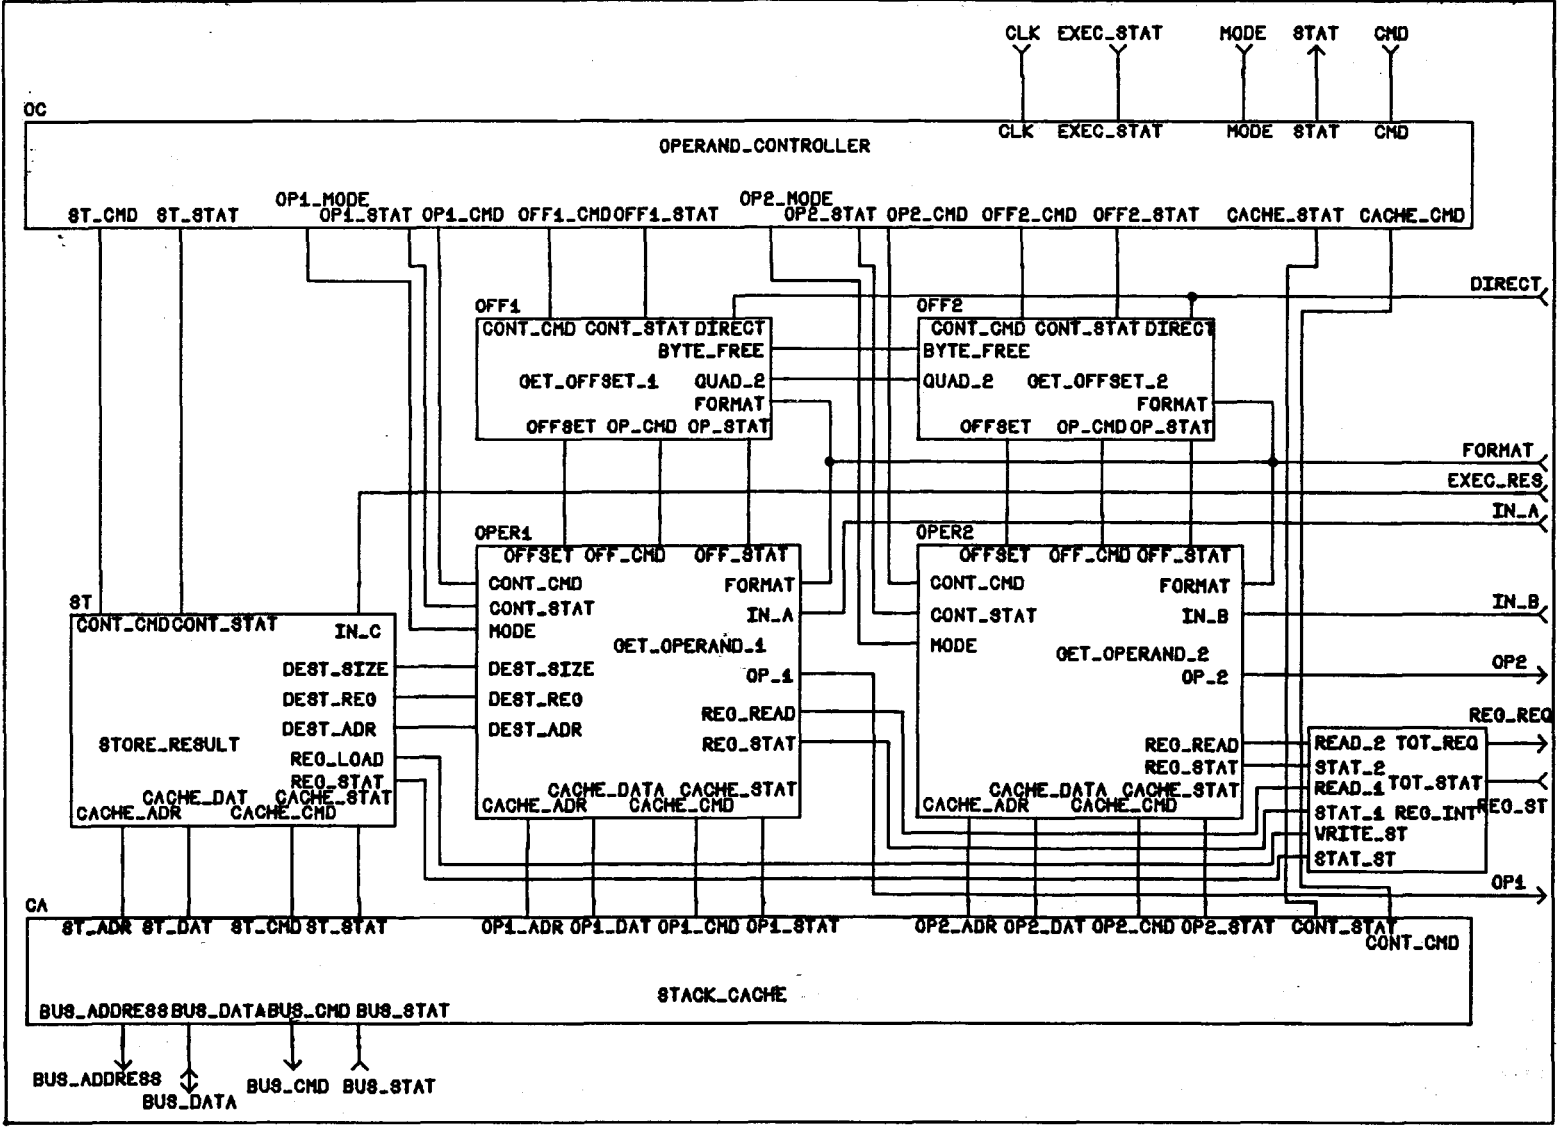 CLK EXEC_STAT MODE STAT CMD
OC
CLK EXEC_STAT MODE STAT CMD
OPERAND_CONTROLLER
OP1_MODE OP2_MODE
ST_CMD ST_STAT OP1_STAT OP1_CMD OFF1_CMD OFF1_STAT OP2_STAT OP2_CMD OFF2_CMD OFF2_STAT CACHE_STAT CACHE_CMD
DIRECT
OFF1 OFF2
CONT_CMD CONT_STAT DIRECT CONT_CMD CONT_STAT DIRECT
BYTE_FREE BYTE_FREE
GET_OFFSET_1 QUAD_2 QUAD_2 GET_OFFSET_2
FORMAT FORMAT
OFFSET OP_CMD OP_STAT OFFSET OP_CMD OP_STAT
FORMAT
EXEC_RES
IN_A
OPER1 OPER2
OFFSET OFF_CMD OFF_STAT OFFSET OFF_CMD OFF_STAT
CONT_CMD FORMAT CONT_CMD FORMAT
ST CONT_STAT IN_A CONT_STAT IN_B IN_B
CONT_CMD CONT_STAT IN_C MODE MODE
GET_OPERAND_1 GET_OPERAND_2
DEST_SIZE DEST_SIZE OP_1 OP_2 OP2
DEST_REG DEST_REG
REG_READ REG_REQ
DEST_ADR DEST_ADR
STORE_RESULT REG_STAT REG_READ READ_2 TOT_REQ
REG_LOAD REG_STAT STAT_2
REG_STAT READ_1 TOT_STAT
CACHE_DAT CACHE_STAT CACHE_DATA CACHE_STAT CACHE_DATA CACHE_STAT
CACHE_ADR CACHE_CMD CACHE_ADR CACHE_CMD CACHE_ADR CACHE_CMD STAT_1 REG_INT REG_ST
WRITE_ST
STAT_ST
OP1
CA
ST_ADR ST_DAT ST_CMD ST_STAT OP1_ADR OP1_DAT OP1_CMD OP1_STAT OP2_ADR OP2_DAT OP2_CMD OP2_STAT CONT_STAT
CONT_CMD
STACK_CACHE
BUS_ADDRESS BUS_DATA BUS_CMD BUS_STAT
BUS_ADDRESS BUS_CMD BUS_STAT
BUS_DATA